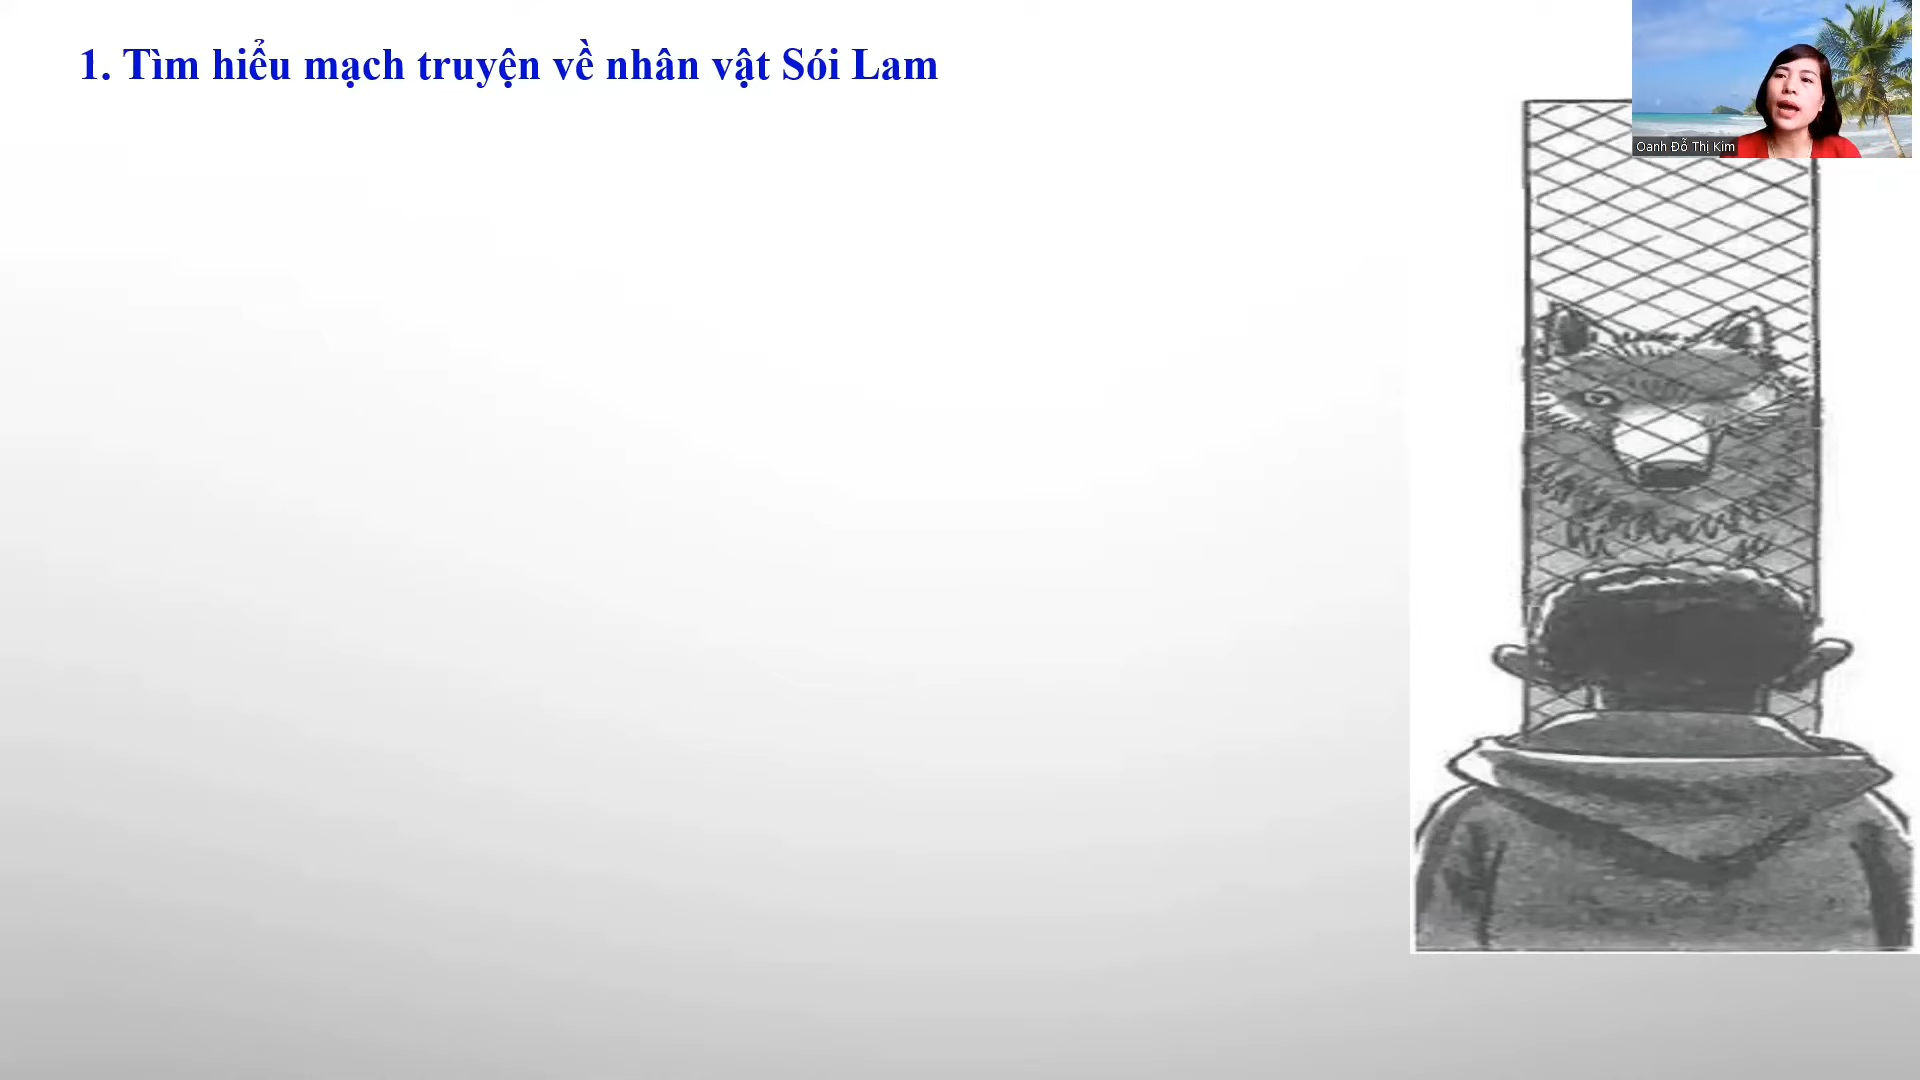 1. Tìm hiểu mạch truyện về nhân vật Sói Lam
Oanh Đỗ Thị Kim